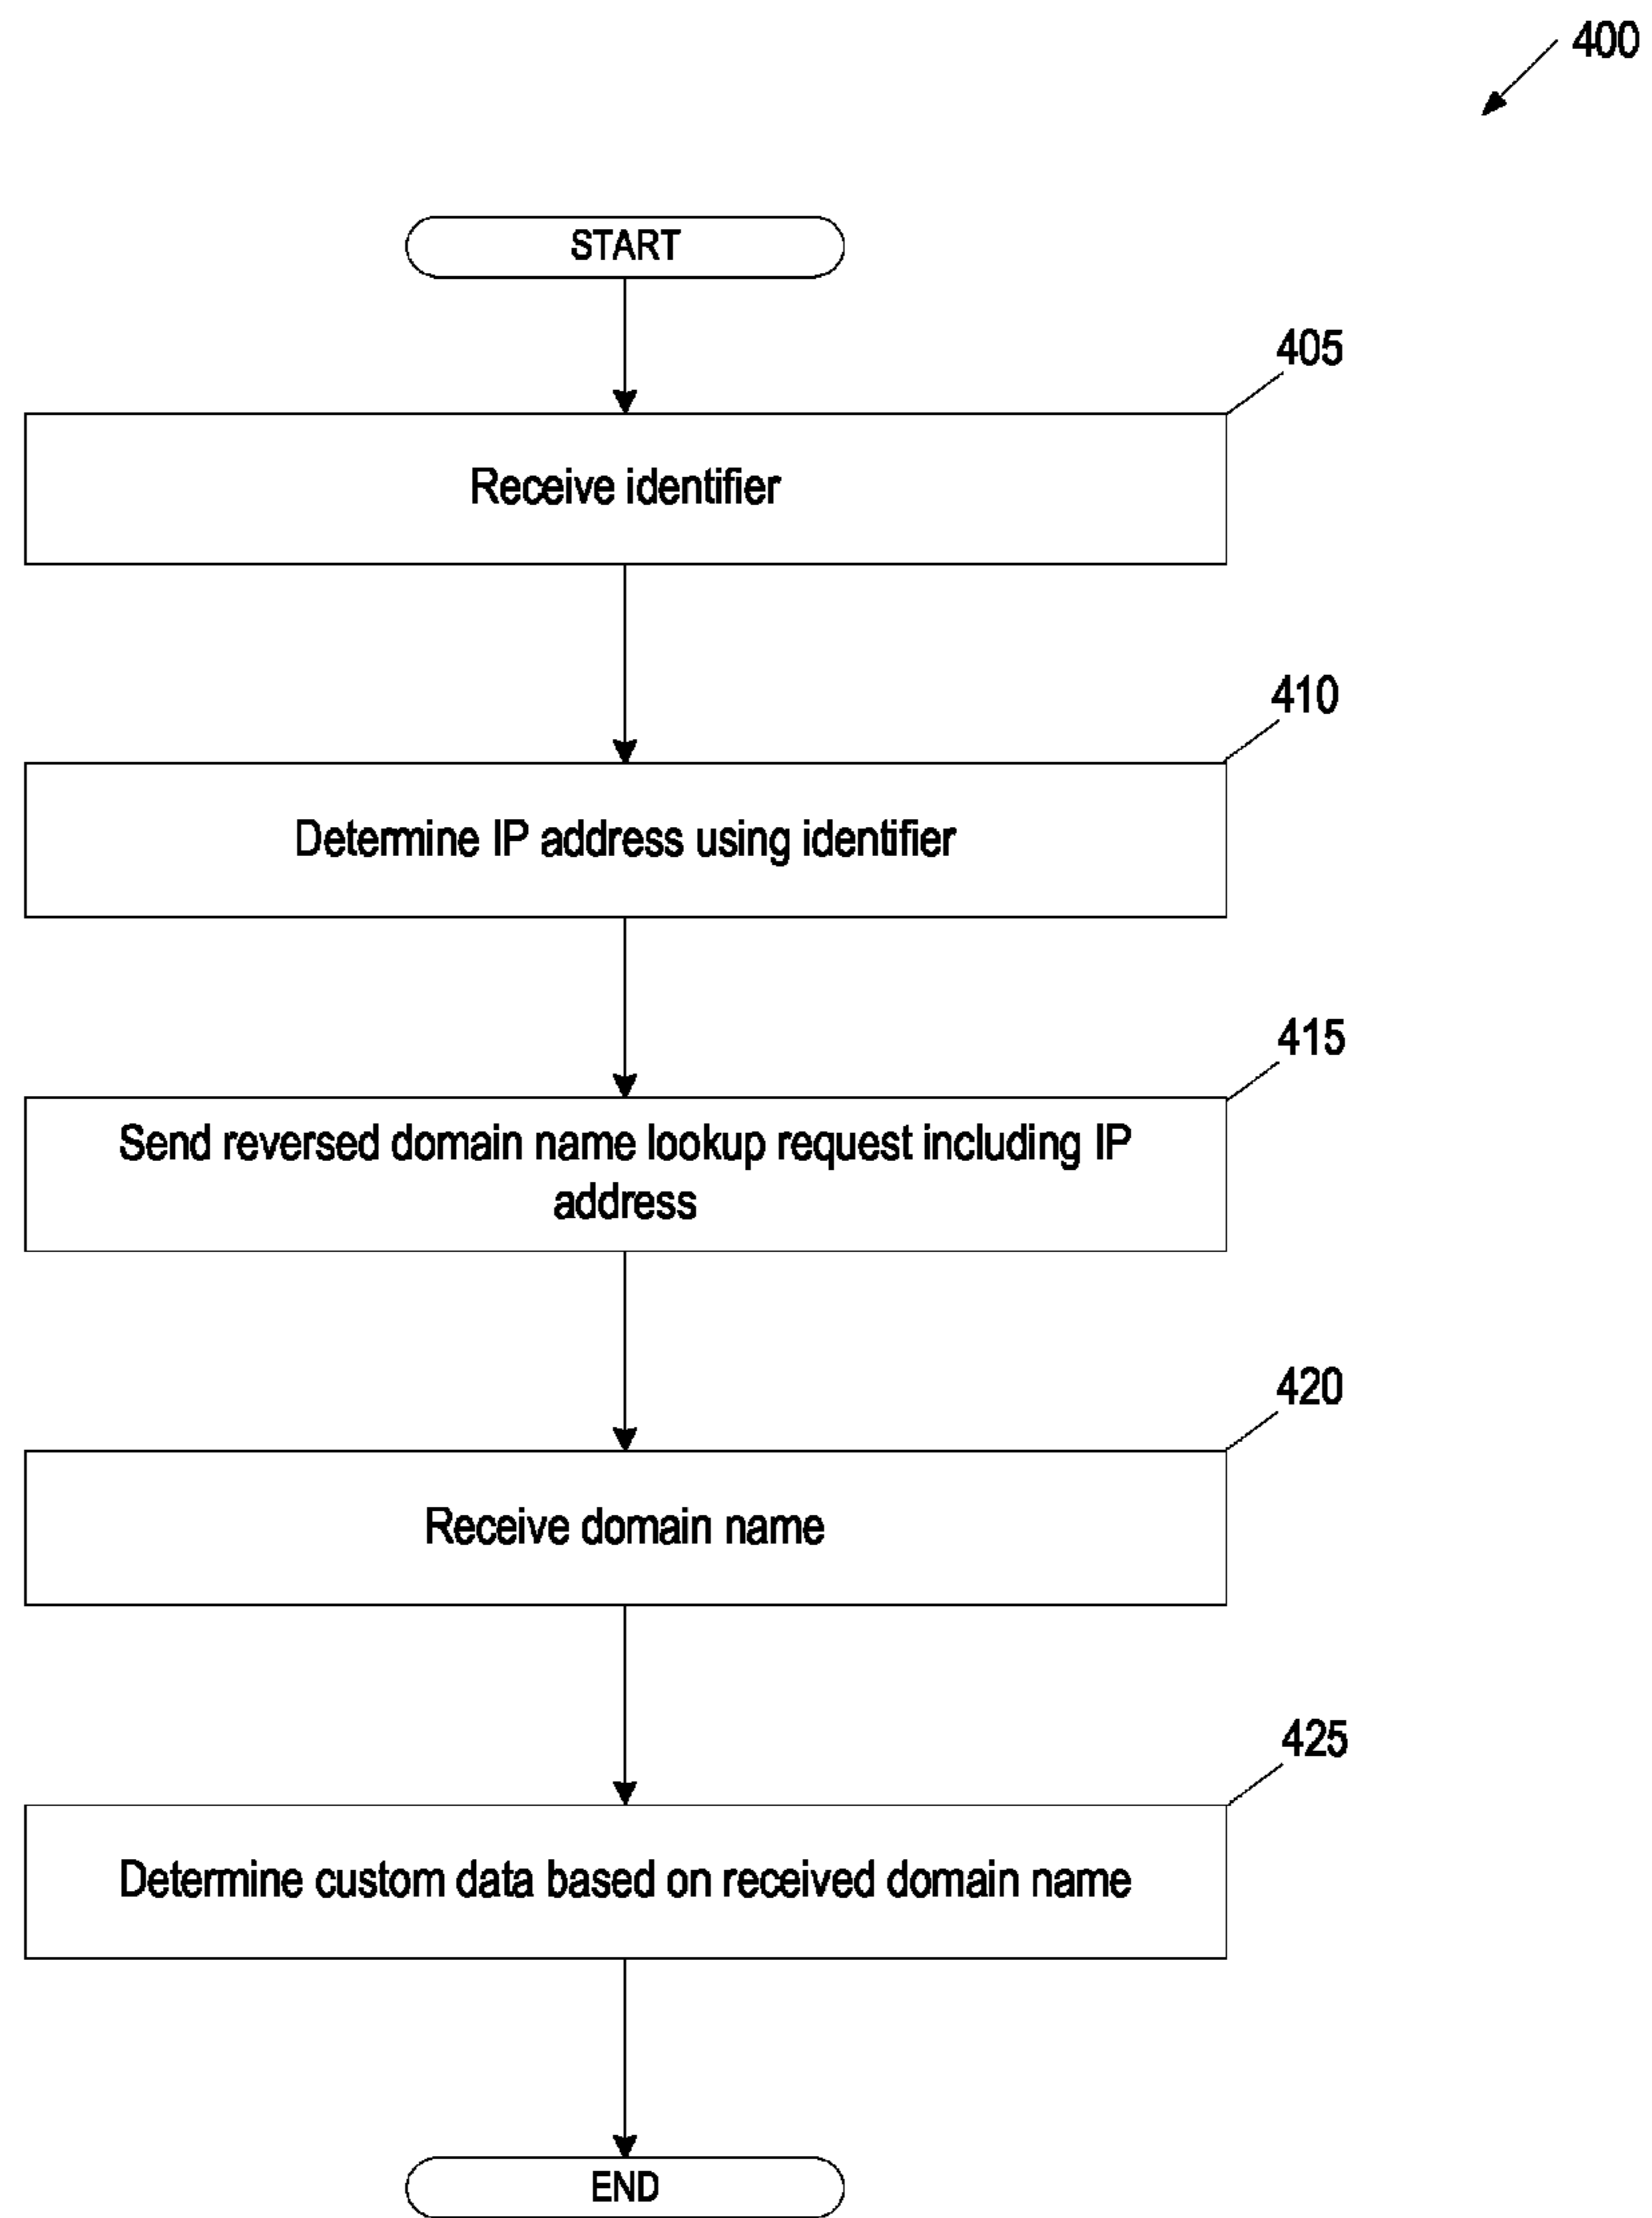 400
START
405
Receive identifier
410
Determine IP address using identifier
415
Send reversed domain name lookup request including IP
address
420
Receive domain name
425
Determine custom data based on received domain name
END